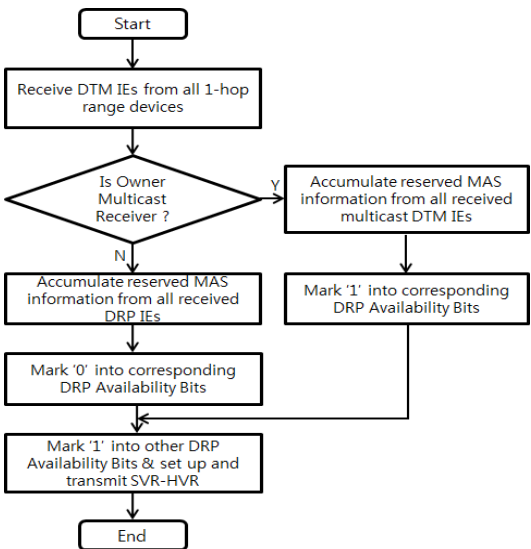 Start
Receive DTM IEs from all 1-hop
range devices
Is Owner
Multicast
Receiver ?
Y
Accumulate reserved MAS
information from all received
multicast DTM IEs
N
Accumulate reserved MAS
information from all received
DRP IEs
Mark '1' into corresponding
DRP Availability Bits
Mark '0' into corresponding
DRP Availability Bits
Mark '1' into other DRP
Availability Bits & set up and
transmit SVR-HVR
End